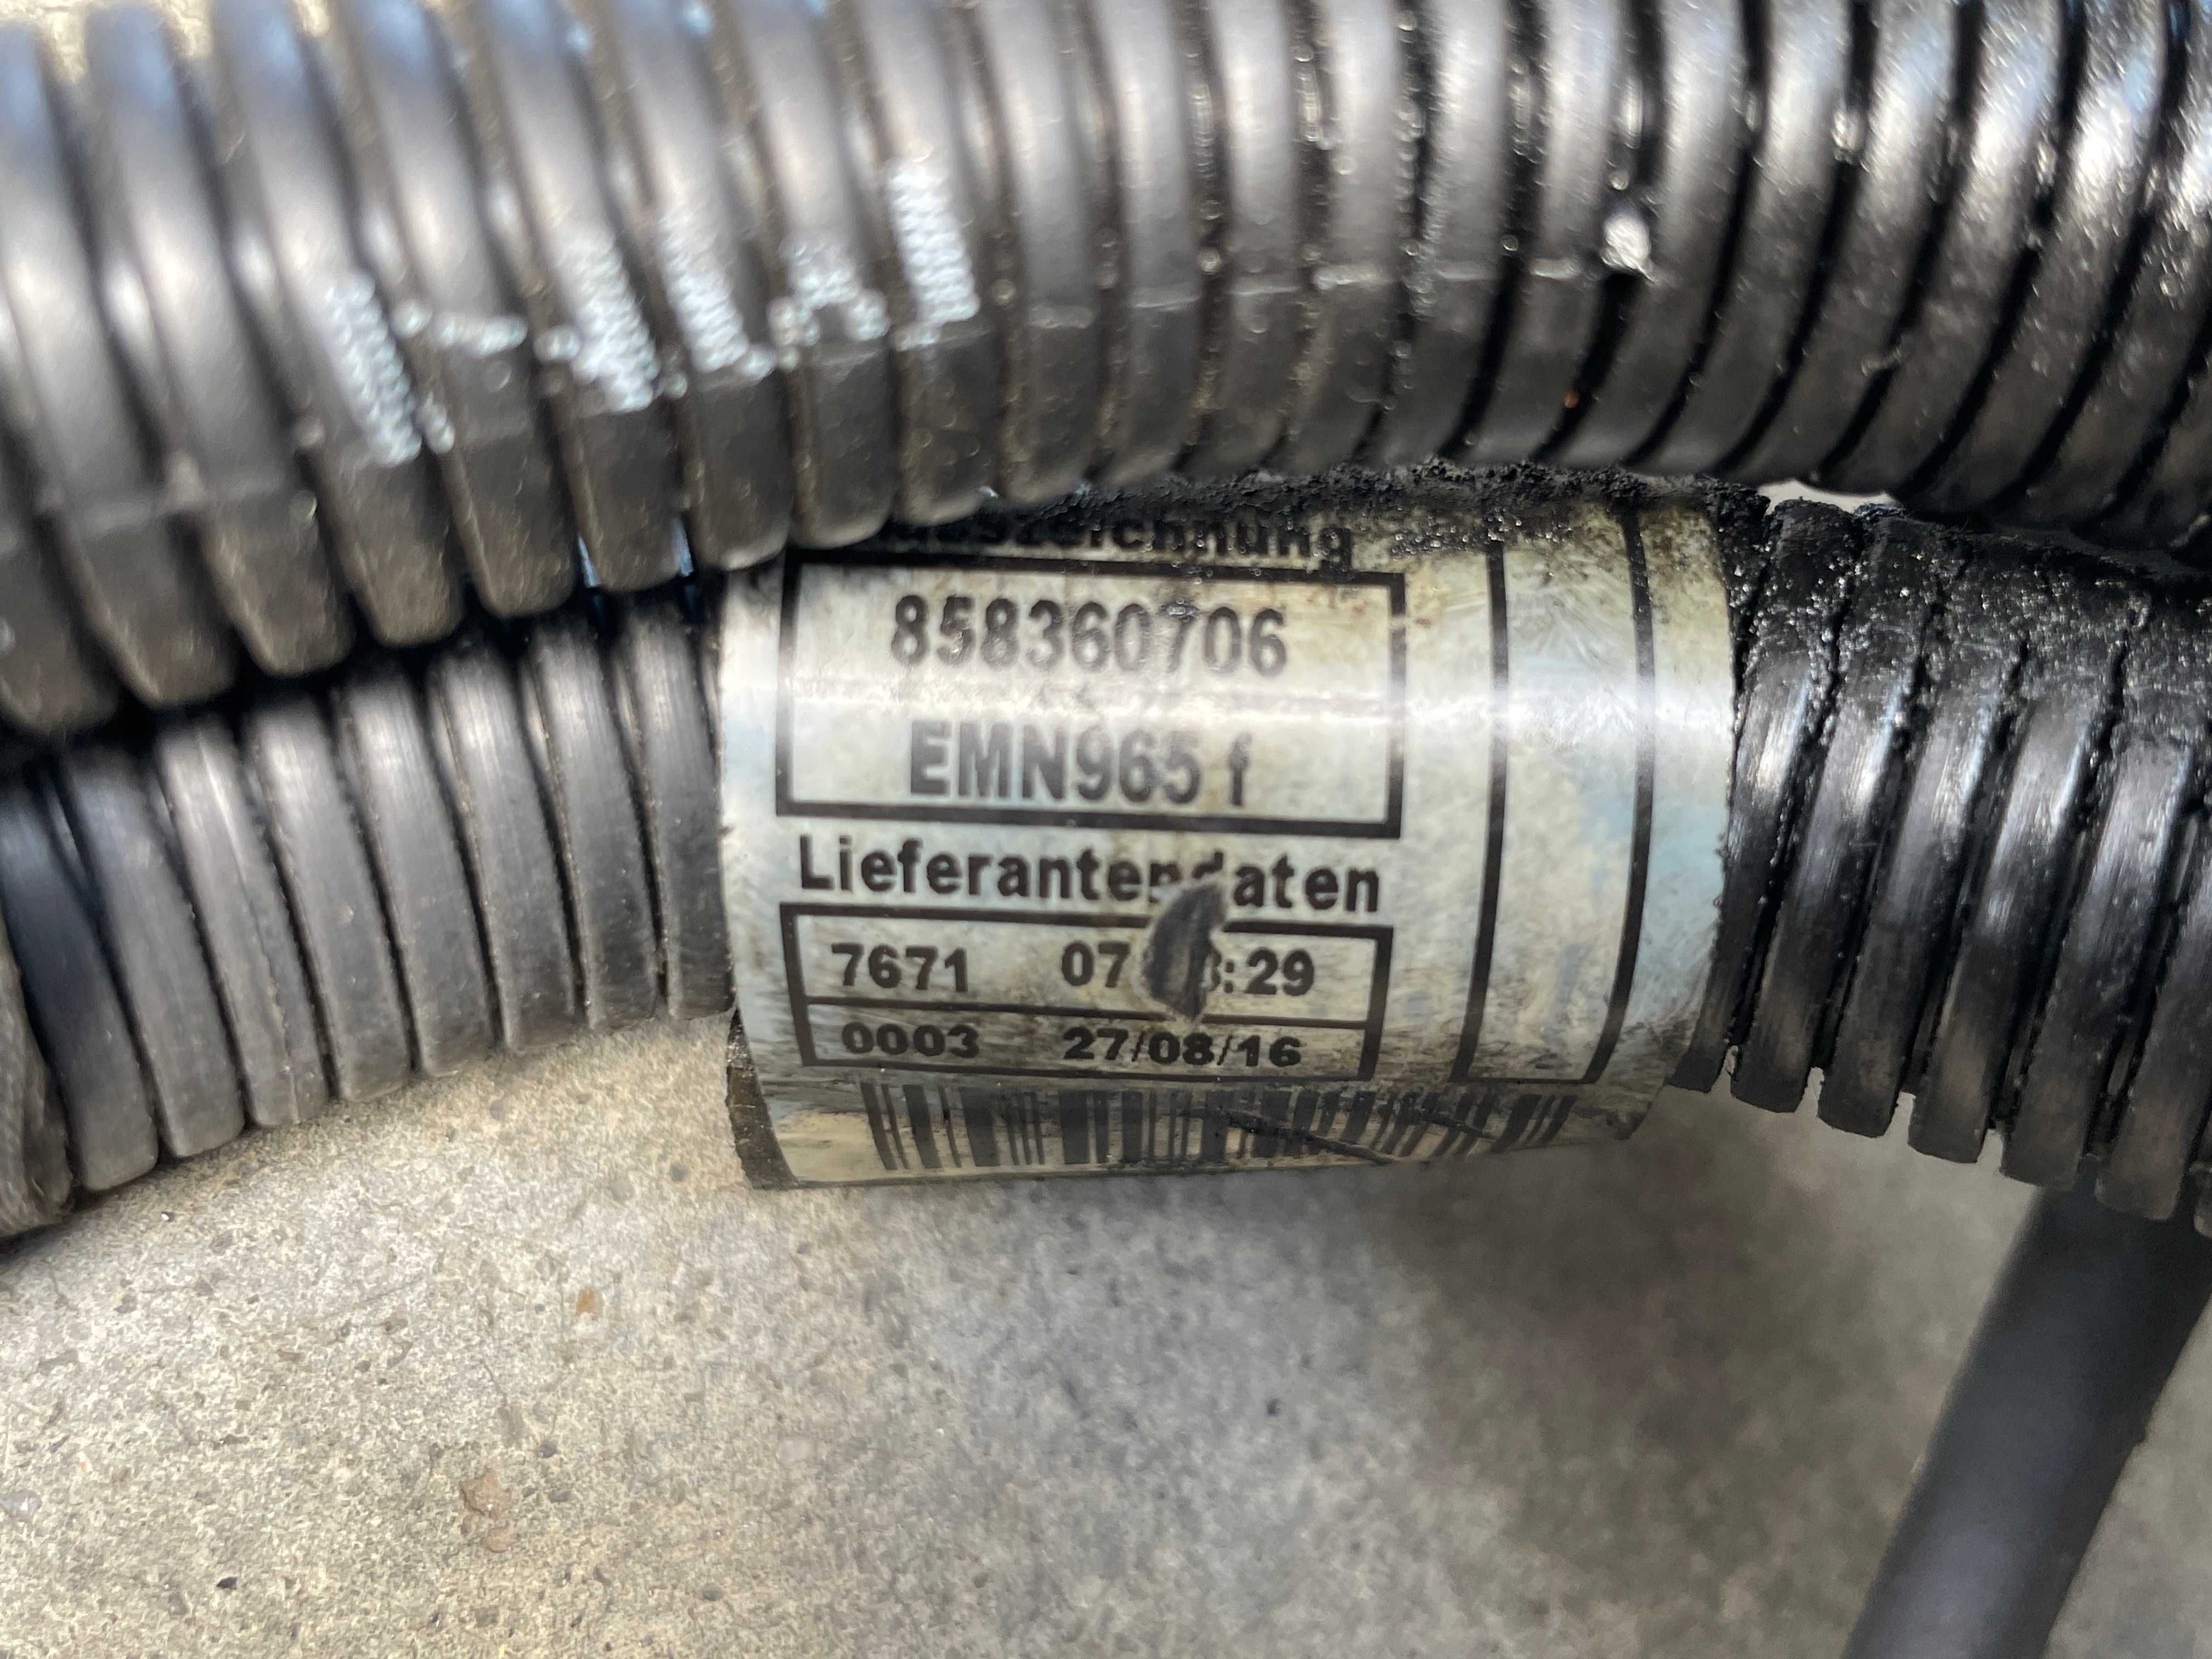 858360706
EMN965 f
Lieferantendaten
7671
0003 27/08/16